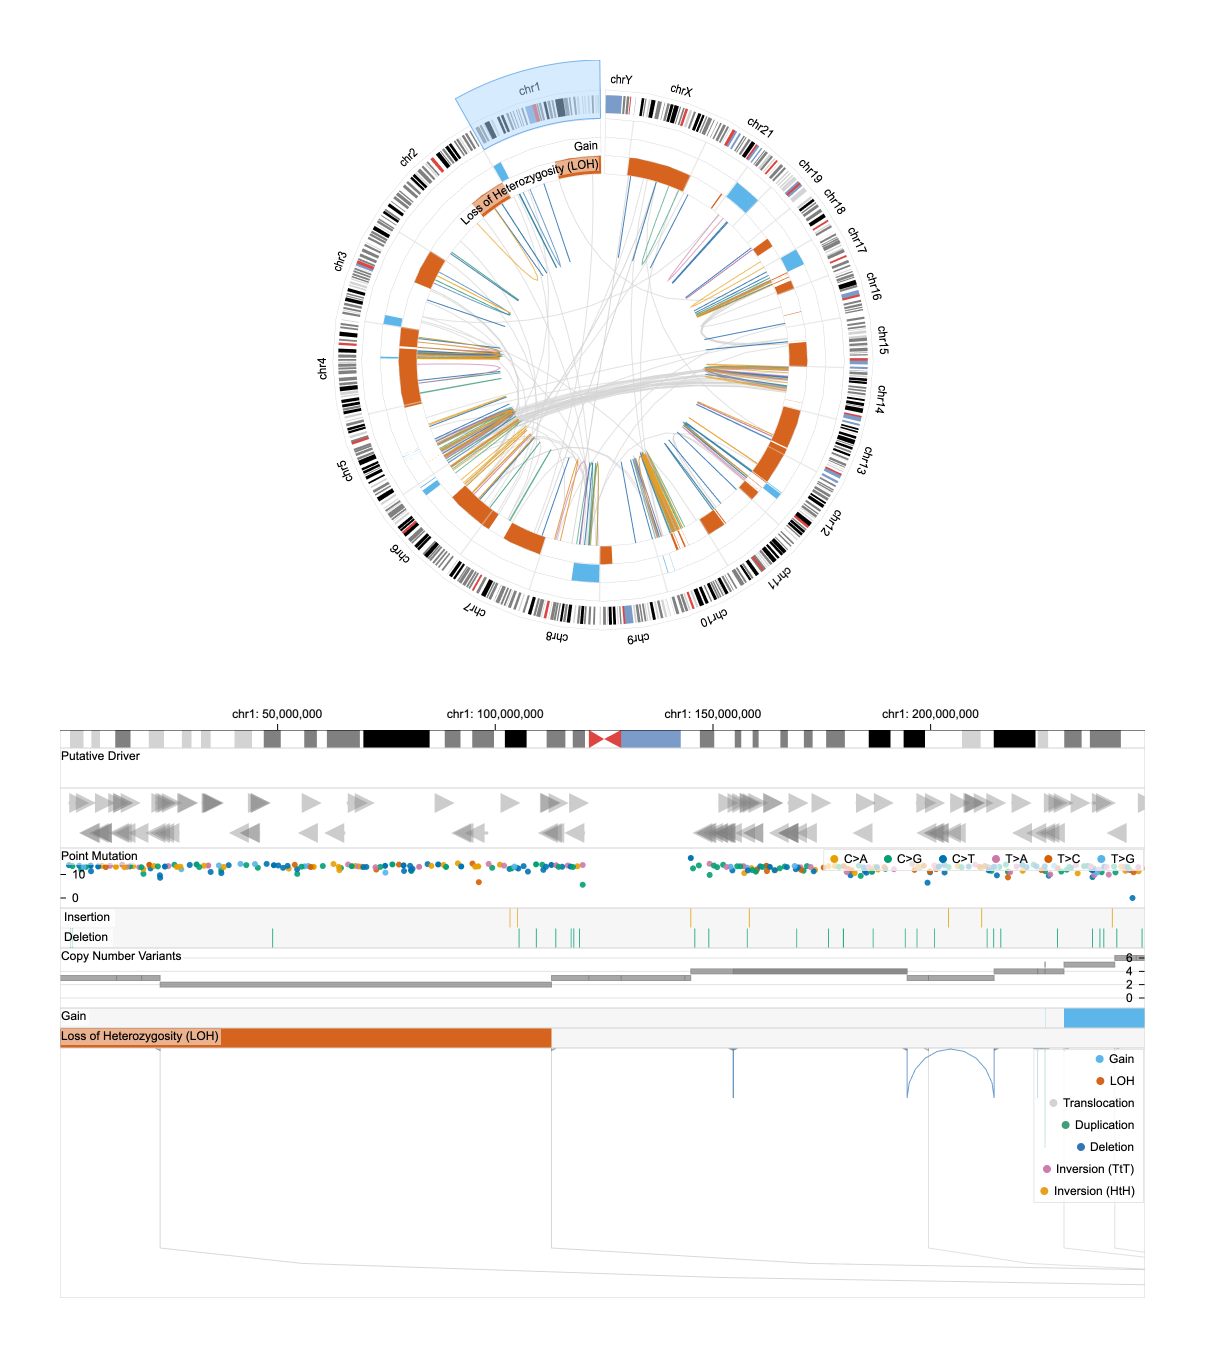 chrY
chrX
chr21
chr19
chr18
chr17
chr16
chr15
chr14
chr13
chr12
chr11
chr10
chr9
chr8
chr7
chr6
chr5
chr4
chr3
chr2
chr1
Gain
Loss of Heterozygosity (LOH)
chr1: 50,000,000
chr1: 100,000,000
chr1: 150,000,000
chr1: 200,000,000
Putative Driver
Point Mutation
C>A C>G C>T T>A T>C T>G
10
0
Insertion
Deletion
Copy Number Variants
6
4
2
0
Gain
Loss of Heterozygosity (LOH)
Gain
LOH
Translocation
Duplication
Deletion
Inversion (TtT)
Inversion (HtH)